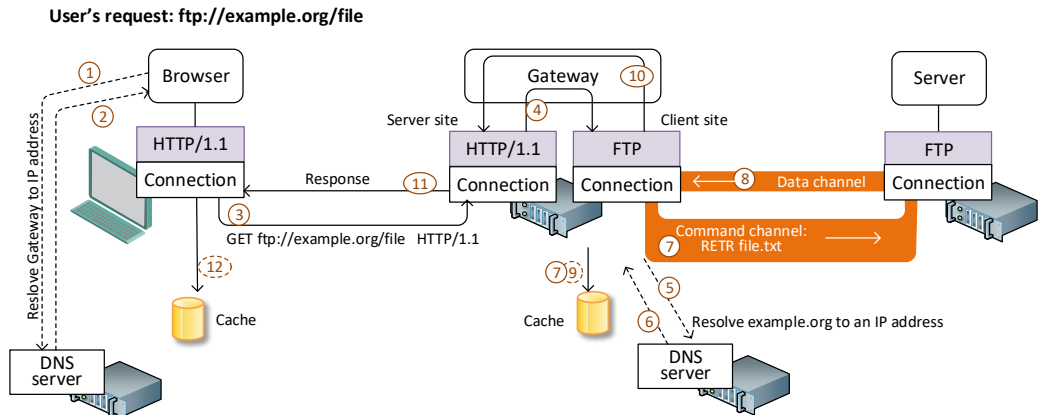 User's request: ftp://example.org/file
1
Browser
2
Gateway
10
4
Server
Server site
Client site
HTTP/1.1
HTTP/1.1
FTP
FTP
Connection
Connection
Connection
Connection
Response
11
8
Data channel
3
GET ftp://example.org/file HTTP/1.1
7
Command channel:
RETR file.txt
Reslove Gateway to IP address
12
Cache
7
9
Cache
5
6
Resolve example.org to an IP address
DNS
server
DNS
server